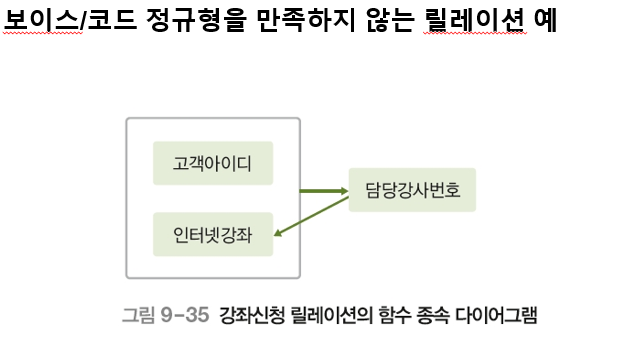 보이스/코드 정규형을 만족하지 않는 릴레이션 예
고객아이디
담당강사번호
인터넷강좌
그림 9-35 강좌신청 릴레이션의 함수 종속 다이어그램